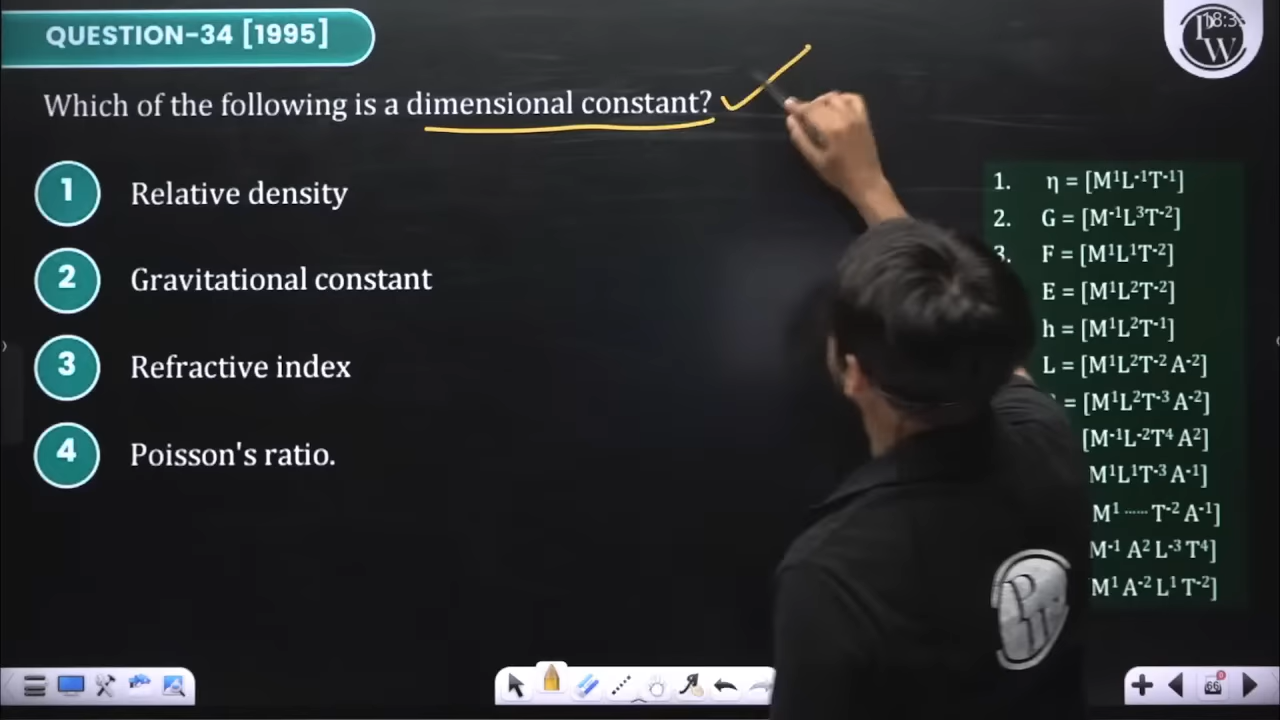 QUESTION-34 [1995]
Which of the following is a dimensional constant?
1 Relative density
2 Gravitational constant
3 Refractive index
4 Poisson's ratio.
1. η = [M¹L⁻¹T⁻¹]
2. G = [M⁻¹L³T⁻²]
3. F = [M¹L¹T⁻²]
E = [M¹L²T⁻²]
h = [M¹L²T⁻¹]
L = [M¹L²T⁻² A⁻²]
= [M¹L²T⁻³ A⁻²]
[M⁻¹L⁻²T⁴ A²]
M¹L¹T⁻³ A⁻¹]
M¹ ...... T⁻² A⁻¹]
M⁻¹ A² L⁻³ T⁴]
M¹ A⁻² L¹ T⁻²]
PW
66